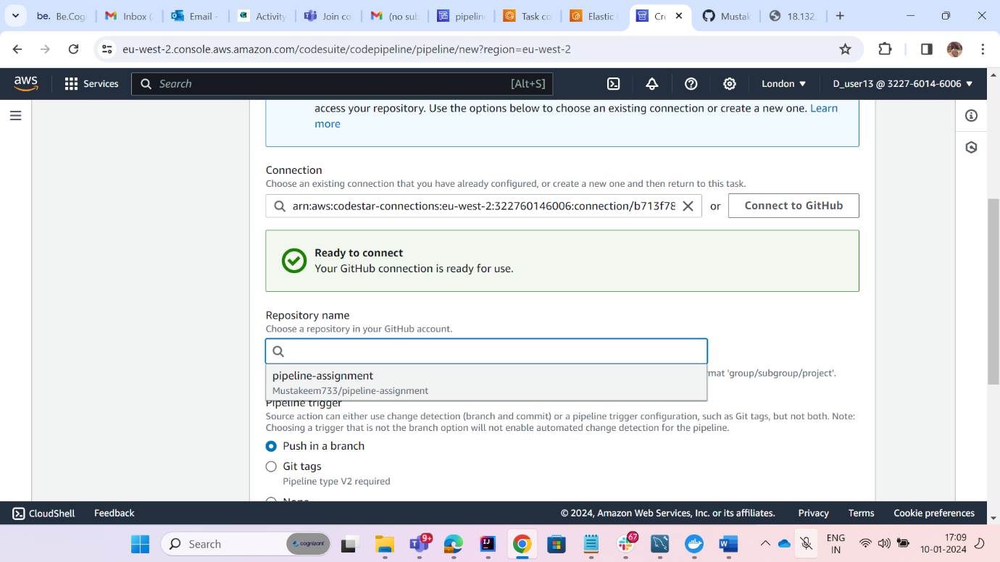 be. Be.Cog
Inbox (
Email -
Activity
Join co
(no sub
pipeline
Task co
Elastic
Cre
Mustak
18.132.
eu-west-2.console.aws.amazon.com/codesuite/codepipeline/pipeline/new?region=eu-west-2
aws
Services
Search
[Alt+S]
London
D_user13 @ 3227-6014-6006
access your repository. Use the options below to choose an existing connection or create a new one. Learn
more
Connection
Choose an existing connection that you have already configured, or create a new one and then return to this task.
arn:aws:codestar-connections:eu-west-2:322760146006:connection/b713f78
or
Connect to GitHub
Ready to connect
Your GitHub connection is ready for use.
Repository name
Choose a repository in your GitHub account.
pipeline-assignment
mat 'group/subgroup/project'.
Mustakeem733/pipeline-assignment
Pipeline trigger
Source action can either use change detection (branch and commit) or a pipeline trigger configuration, such as Git tags, but not both. Note:
Choosing a trigger that is not the branch option will not enable automated change detection for the pipeline.
Push in a branch
Git tags
Pipeline type V2 required
None
CloudShell
Feedback
© 2024, Amazon Web Services, Inc. or its affiliates.
Privacy
Terms
Cookie preferences
Search
cognizant
9+
67
ENG
IN
17:09
10-01-2024